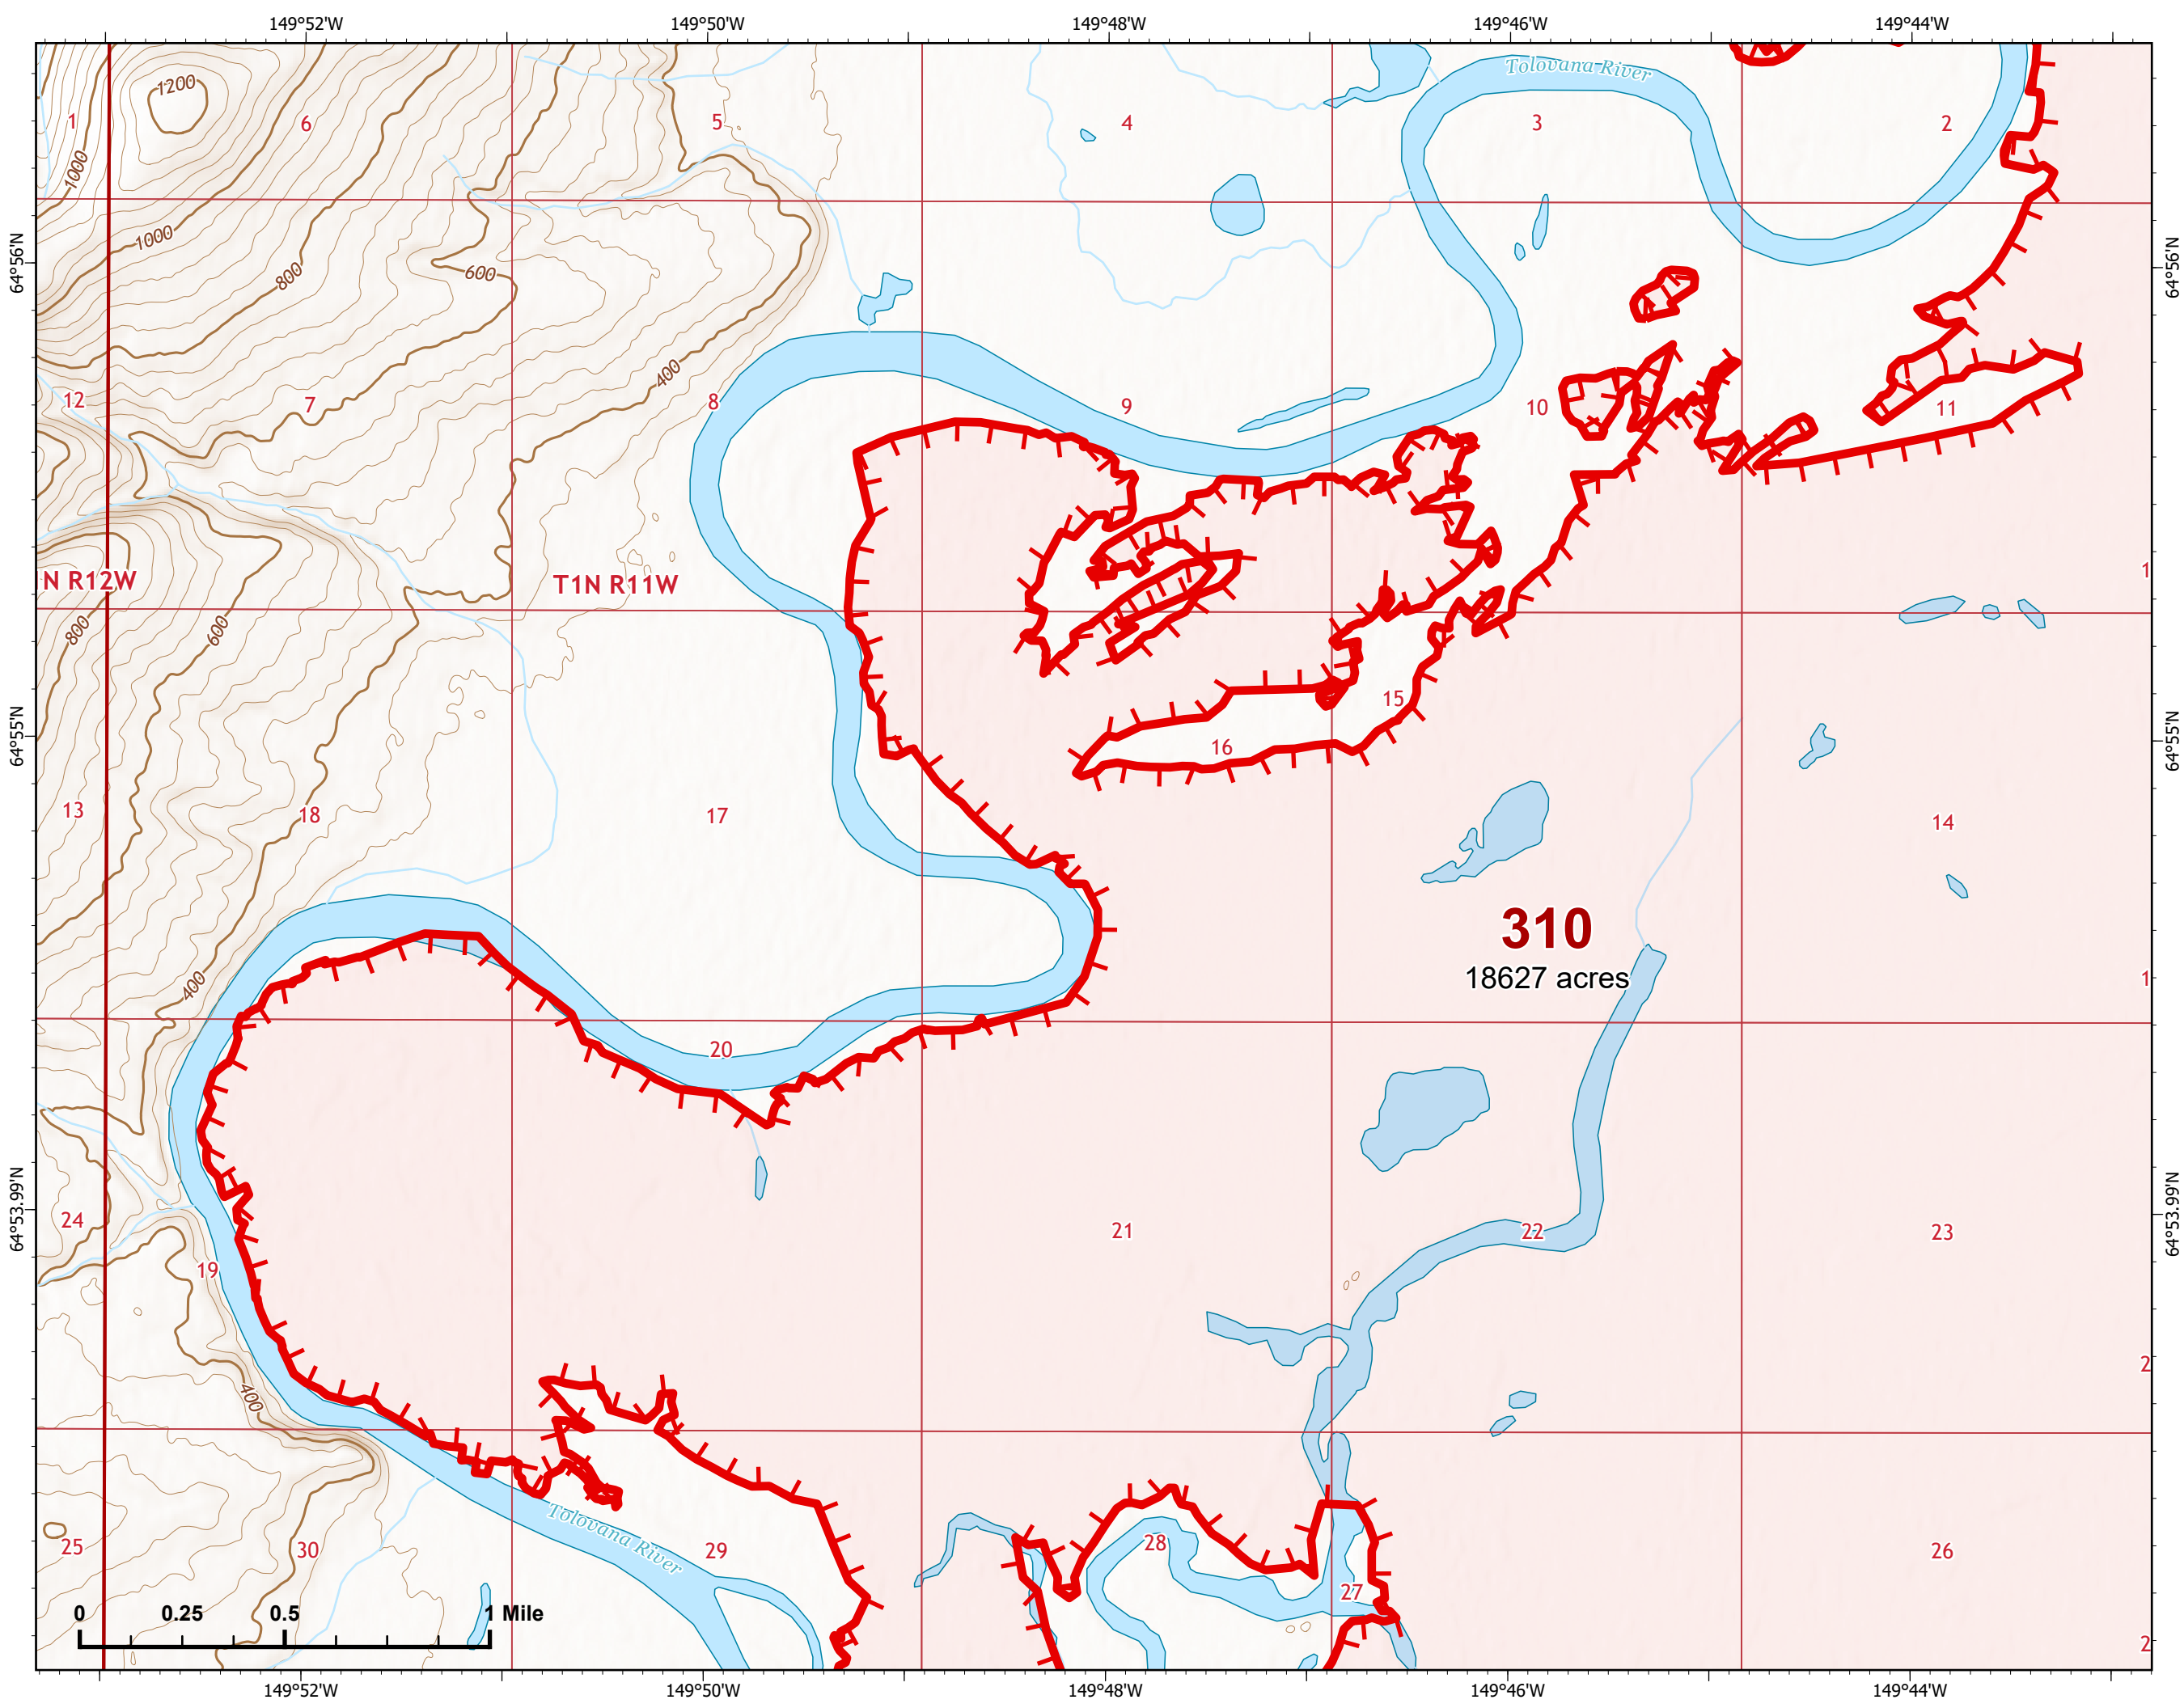 149°52'W 149°50'W 149°48'W 149°46'W 149°44'W
Tolovana River
1200
1 6 5 4 3 2
1000
1000
64°56'N 800 600 64°56'N
400
12 7 8 9 10 11
N R12W T1N R11W 1
800 600
15
64°55'N 16 64°55'N
13 18 17 14
310
18627 acres
400 1
20
64°53.99'N 24 21 22 23 64°53.99'N
19
2
400
Tolovana River
25 30 29 28 26
27
0 0.25 0.5 1 Mile
2
149°52'W 149°50'W 149°48'W 149°46'W 149°44'W